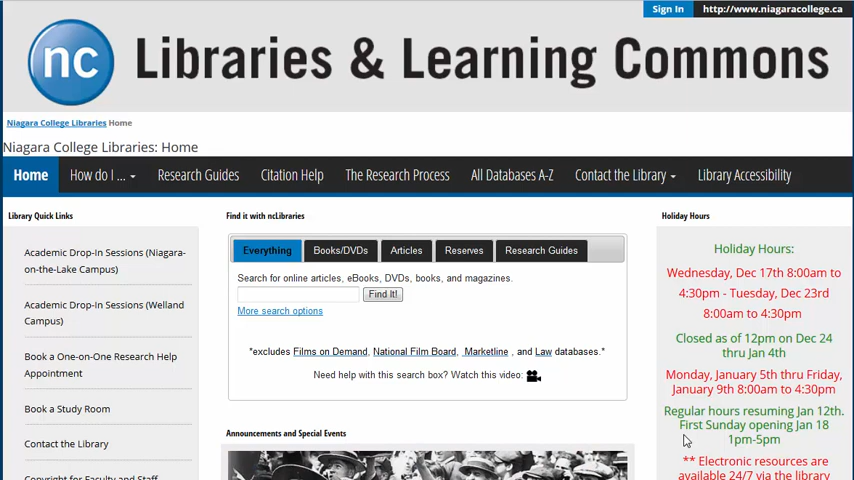 Sign In
http://www.niagaracollege.ca
nc Libraries & Learning Commons
Niagara College Libraries Home
Niagara College Libraries: Home
Home
How do I ...
Research Guides
Citation Help
The Research Process
All Databases A-Z
Contact the Library
Library Accessibility
Library Quick Links
Academic Drop-In Sessions (Niagara-
on-the-Lake Campus)
Academic Drop-In Sessions (Welland
Campus)
Book a One-on-One Research Help
Appointment
Book a Study Room
Contact the Library
Copyright for Faculty and Staff
Find it with ncLibraries
Everything
Books/DVDs
Articles
Reserves
Research Guides
Search for online articles, eBooks, DVDs, books, and magazines.
Find It!
More search options
*excludes Films on Demand, National Film Board, Marketline , and Law databases.*
Need help with this search box? Watch this video:
Announcements and Special Events
Holiday Hours
Holiday Hours:
Wednesday, Dec 17th 8:00am to
4:30pm - Tuesday, Dec 23rd
8:00am to 4:30pm
Closed as of 12pm on Dec 24
thru Jan 4th
Monday, January 5th thru Friday,
January 9th 8:00am to 4:30pm
Regular hours resuming Jan 12th.
First Sunday opening Jan 18
1pm-5pm
** Electronic resources are
available 24/7 via the library